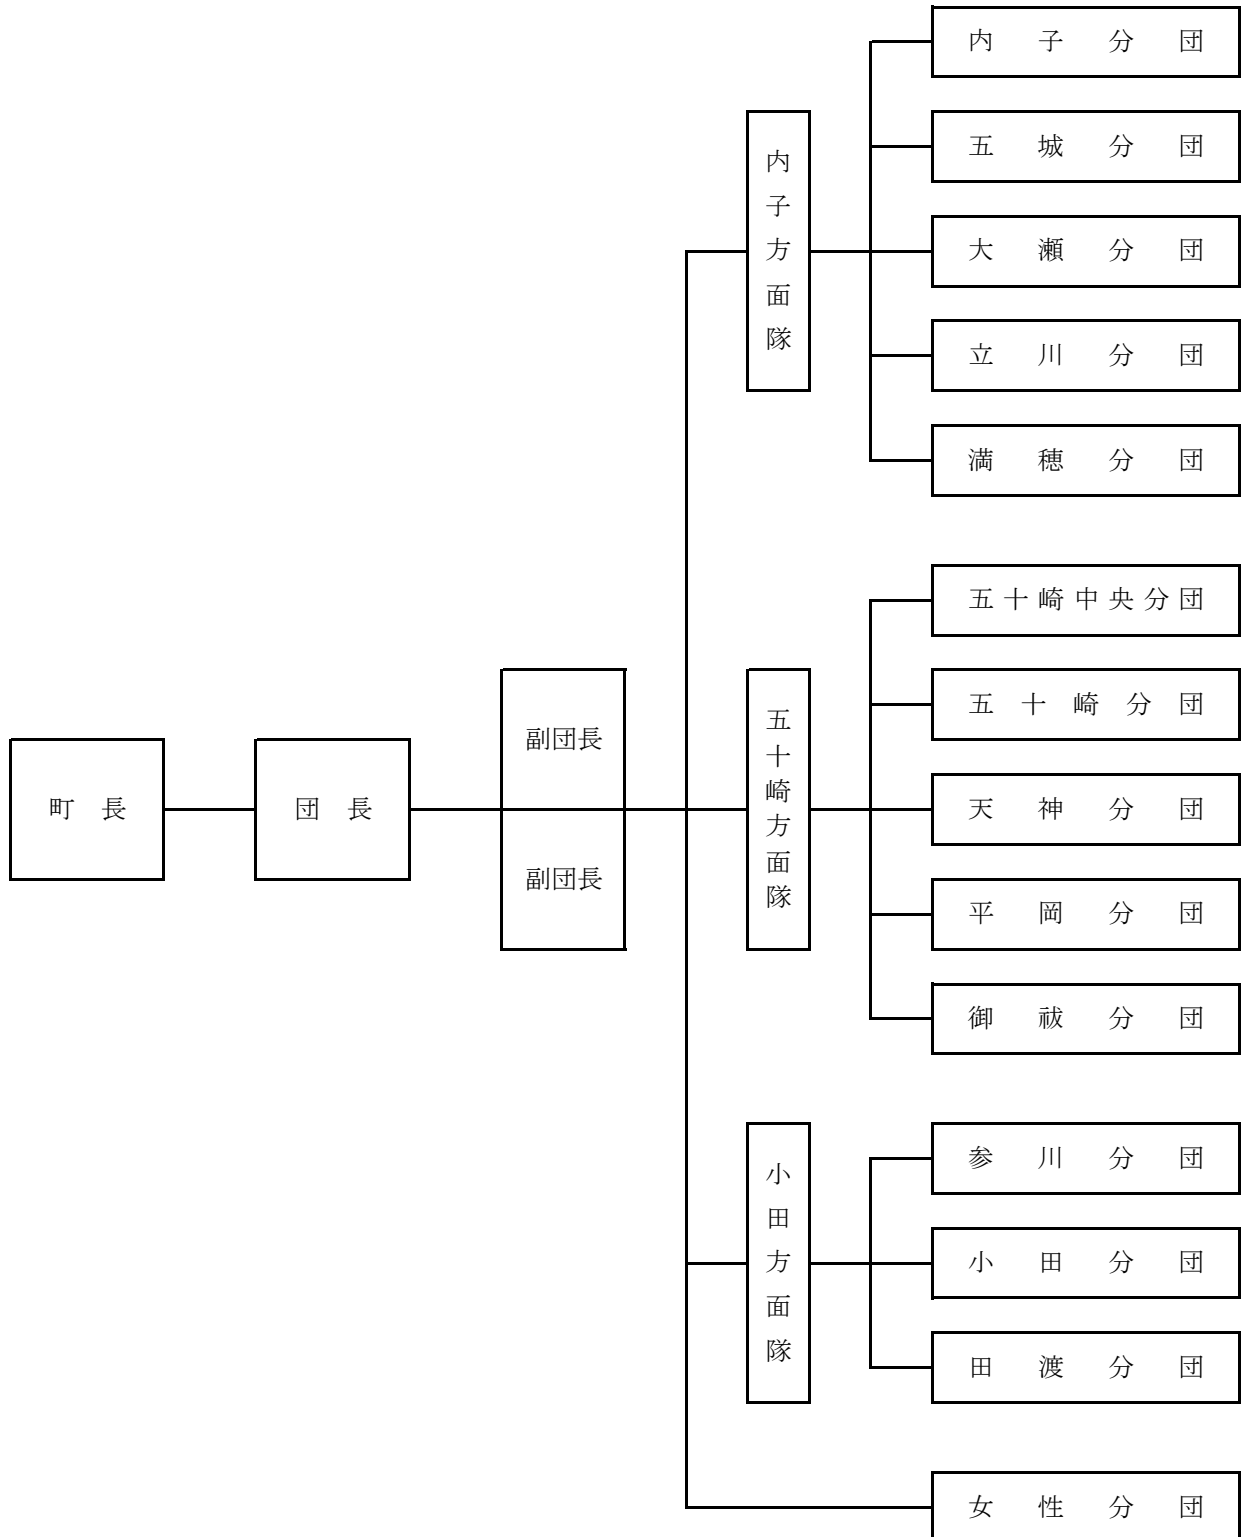 町長
団長
副団長
副団長
内子方面隊
内子分団
五城分団
大瀬分団
立川分団
満穂分団
五十崎方面隊
五十崎中央分団
五十崎分団
天神分団
平岡分団
御祓分団
小田方面隊
参川分団
小田分団
田渡分団
女性分団